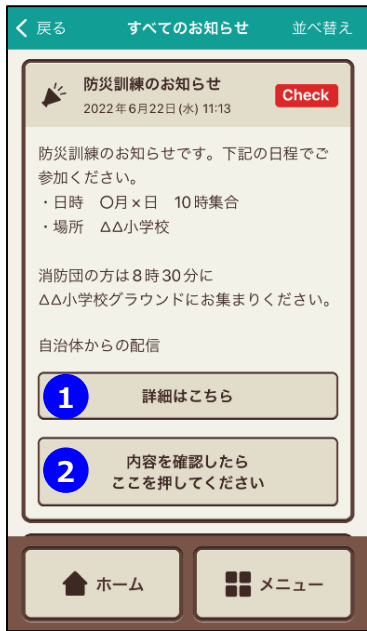 戻る すべてのお知らせ 並べ替え
防災訓練のお知らせ
2022年6月22日(水) 11:13
Check
防災訓練のお知らせです。下記の日程でご
参加ください。
・日時　〇月×日　10時集合
・場所　△△小学校
消防団の方は8時30分に
△△小学校グラウンドにお集まりください。
自治体からの配信
1 詳細はこちら
2 内容を確認したら
ここを押してください
ホーム メニュー